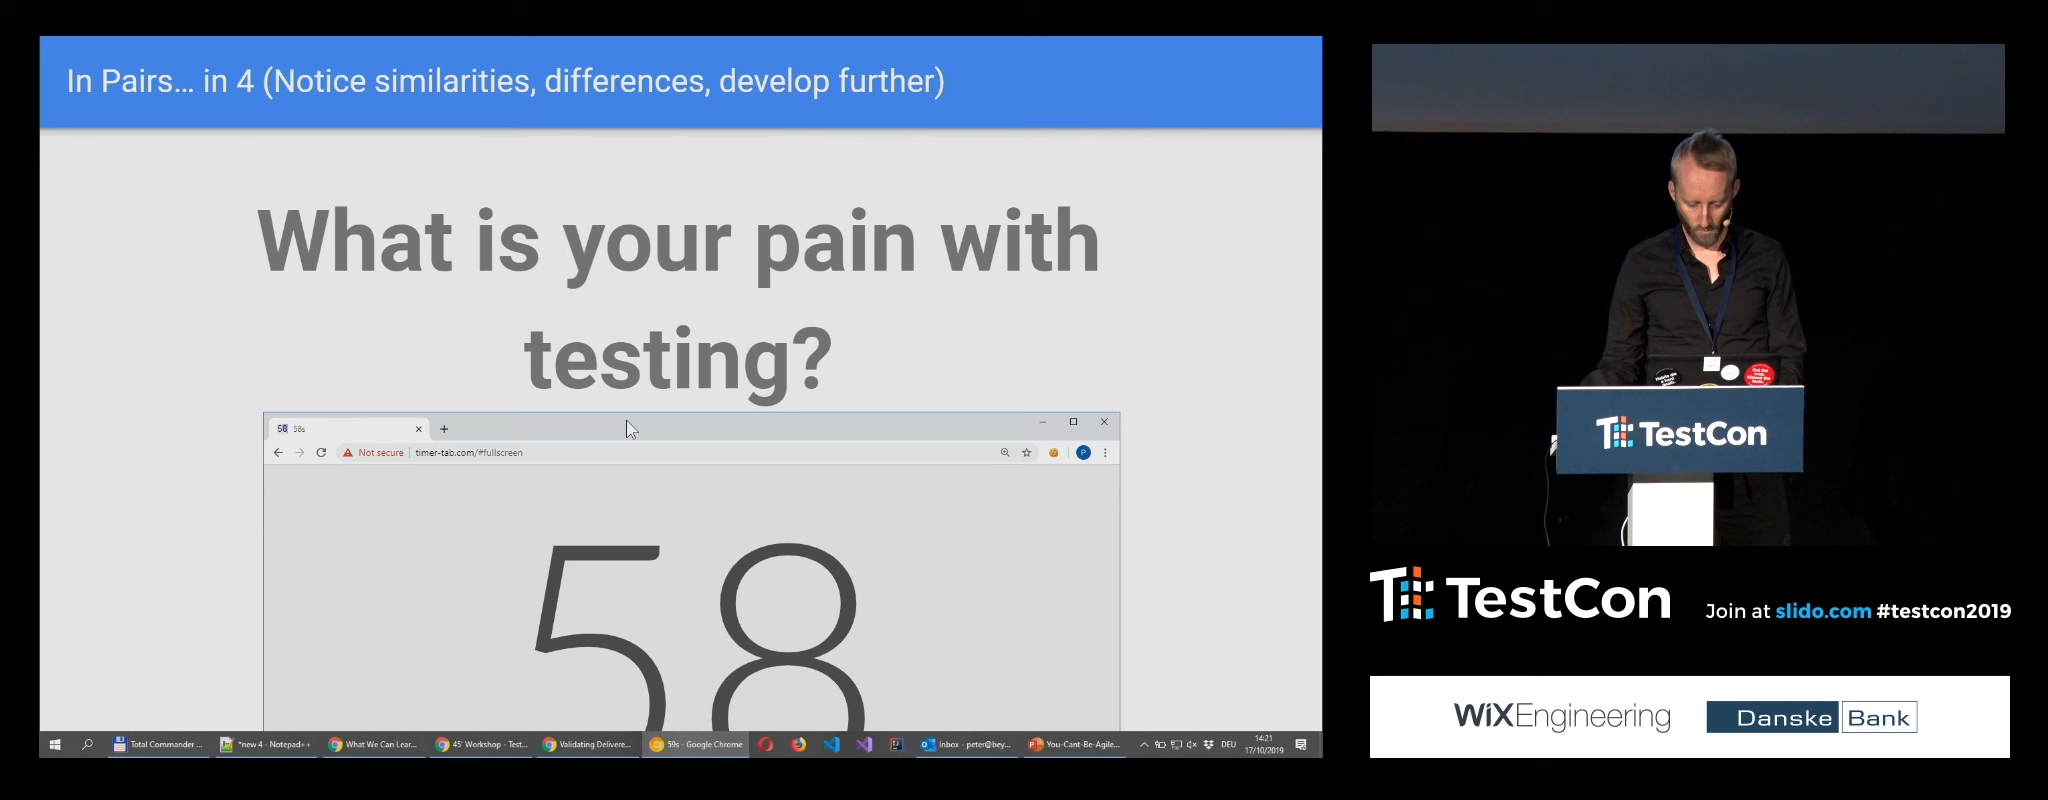 In Pairs... in 4 (Notice similarities, differences, develop further)
What is your pain with
testing?
58 58s
Not secure timer-tab.com/#fullscreen
P
58
Total Commander ...
*new 4 - Notepad++
What We Can Lear...
45' Workshop - Test...
Validating Delivere...
59s - Google Chrome
Inbox - peter@bey...
You-Cant-Be-Agile...
DEU
14:21
17/10/2019
TestCon
TestCon
Join at slido.com #testcon2019
WiXEngineering
Danske Bank